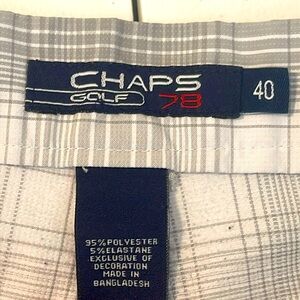 CHAPS
GOLF 78
40
95% POLYESTER
5% ELASTANE
EXCLUSIVE OF
DECORATION
MADE IN
BANGLADESH